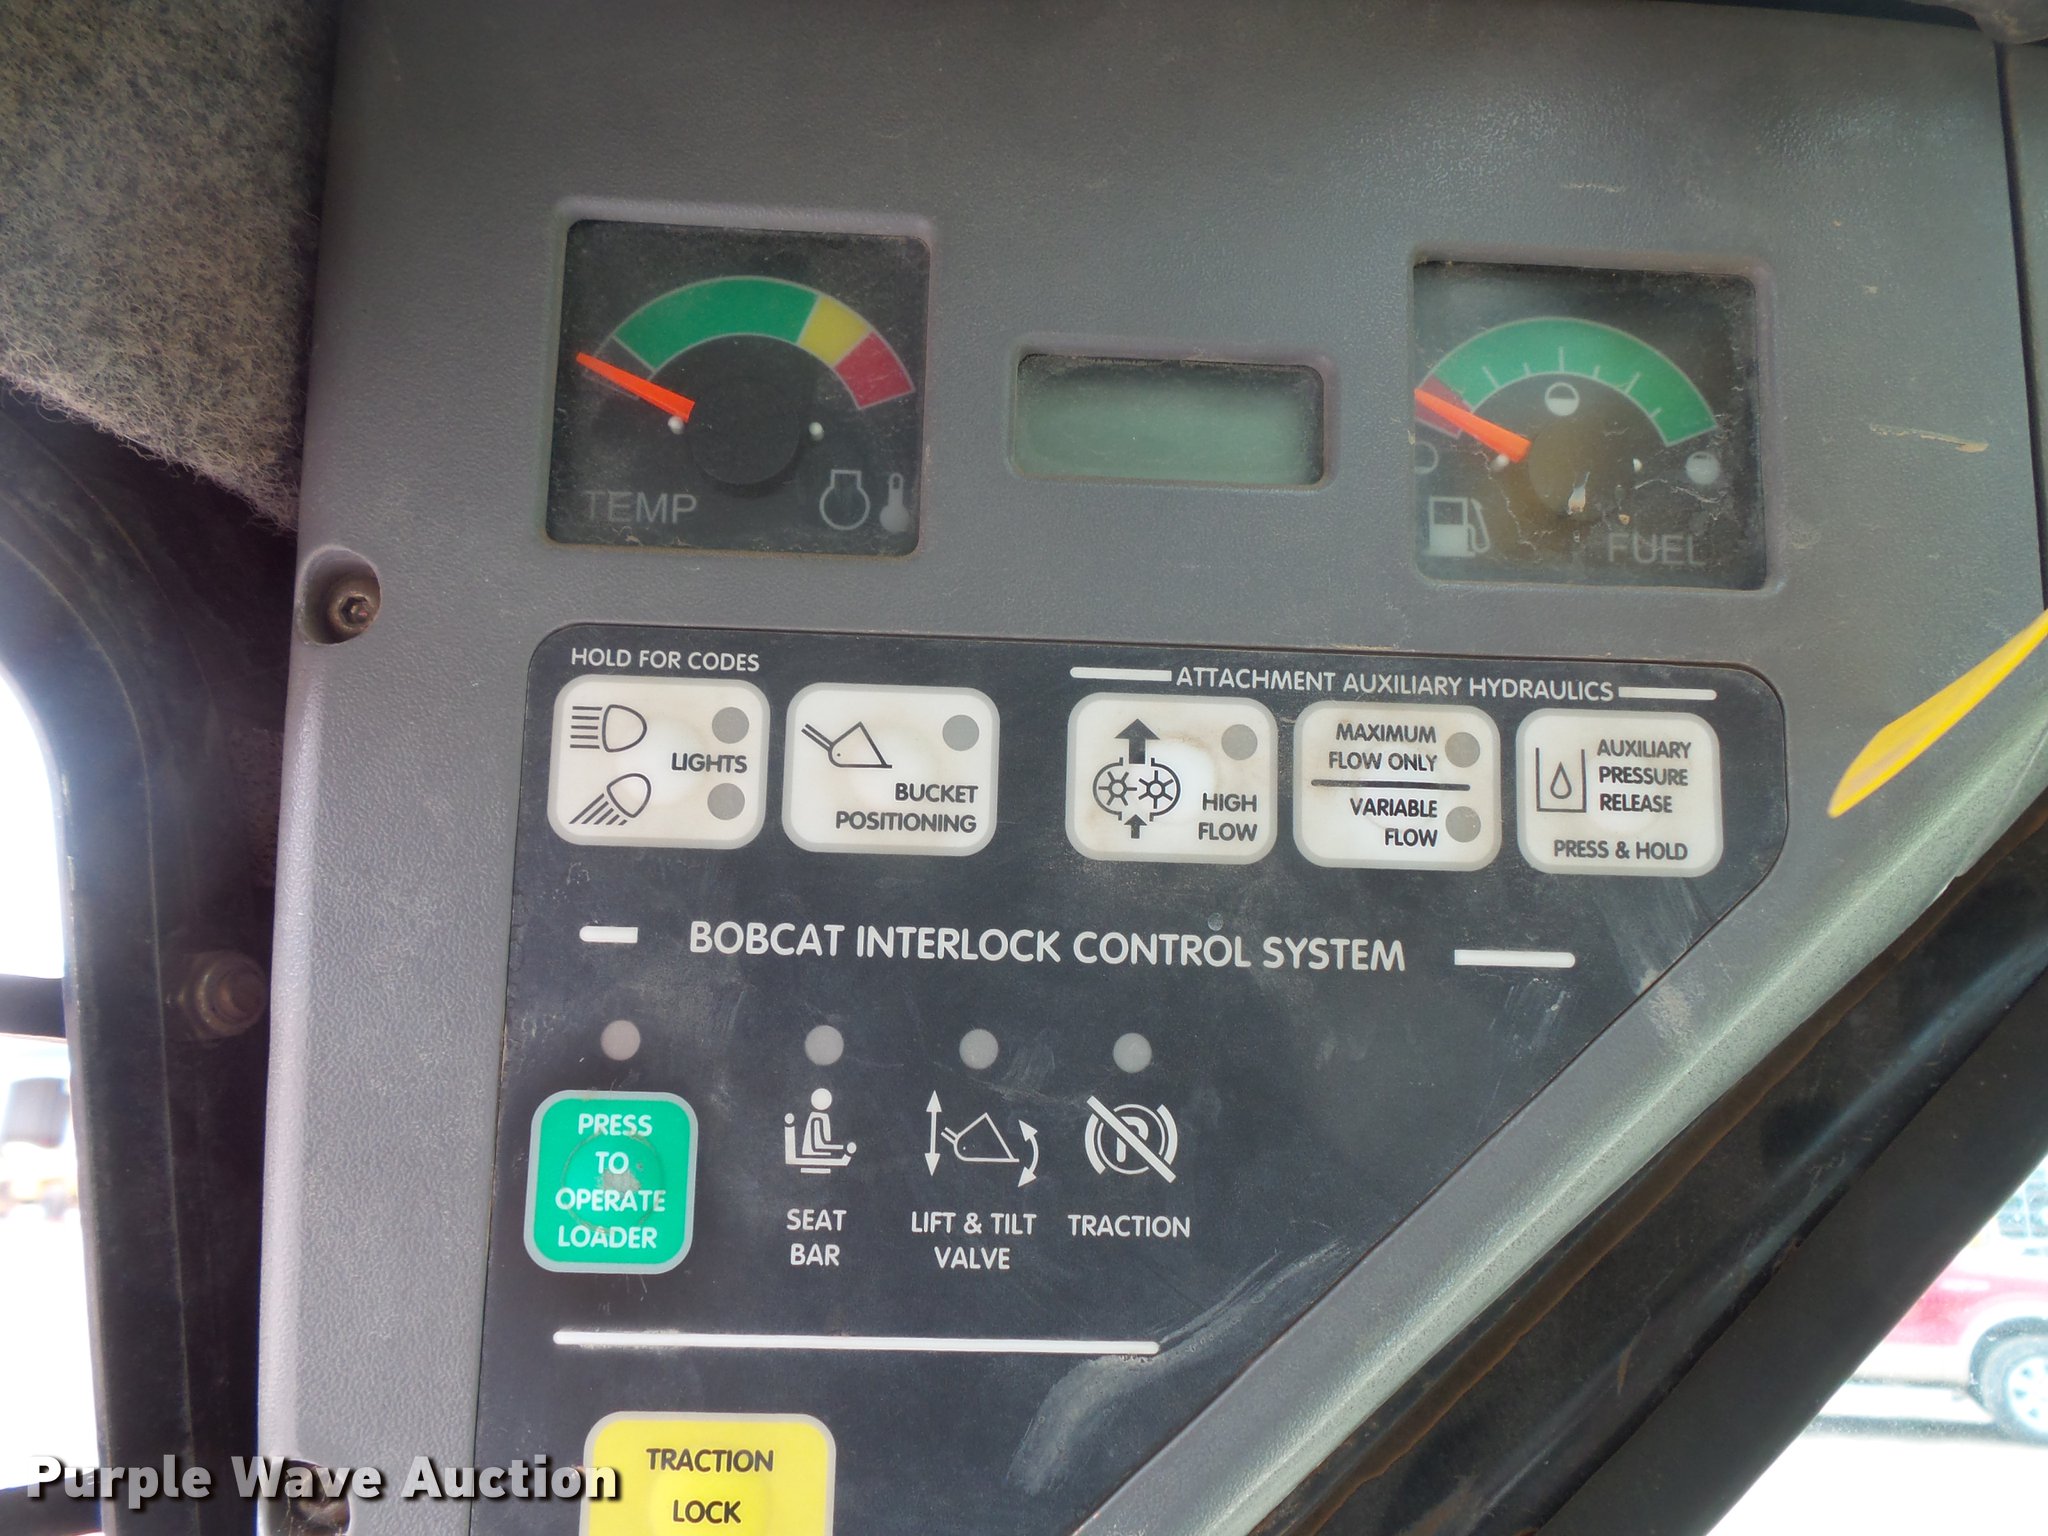 TEMP
FUEL
HOLD FOR CODES
LIGHTS
BUCKET
POSITIONING
ATTACHMENT AUXILIARY HYDRAULICS
HIGH
FLOW
MAXIMUM
FLOW ONLY
VARIABLE
FLOW
AUXILIARY
PRESSURE
RELEASE
PRESS & HOLD
BOBCAT INTERLOCK CONTROL SYSTEM
PRESS
TO
OPERATE
LOADER
SEAT
BAR
LIFT & TILT
VALVE
P
TRACTION
TRACTION
LOCK
Purple Wave Auction